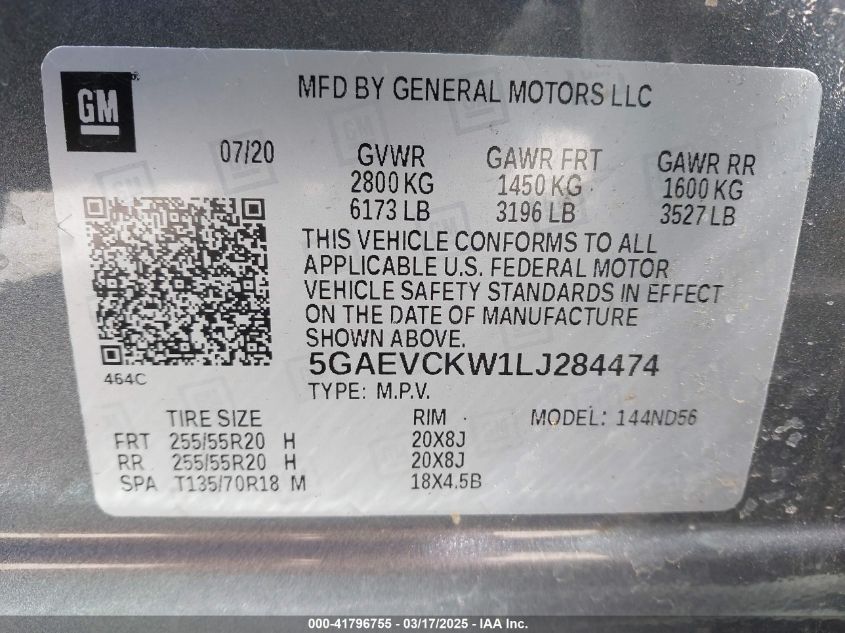 GM
MFD BY GENERAL MOTORS LLC
07/20
GVWR
2800 KG
6173 LB
GAWR FRT
1450 KG
3196 LB
GAWR RR
1600 KG
3527 LB
THIS VEHICLE CONFORMS TO ALL
APPLICABLE U.S. FEDERAL MOTOR
VEHICLE SAFETY STANDARDS IN EFFECT
ON THE DATE OF MANUFACTURE
SHOWN ABOVE.
464C
5GAEVCKW1LJ284474
TYPE: M.P.V.
TIRE SIZE RIM MODEL: 144ND56
FRT 255/55R20 H 20X8J
RR 255/55R20 H 20X8J
SPA T135/70R18 M 18X4.5B
000-41796755 — 03/17/2025 - IAA Inc.